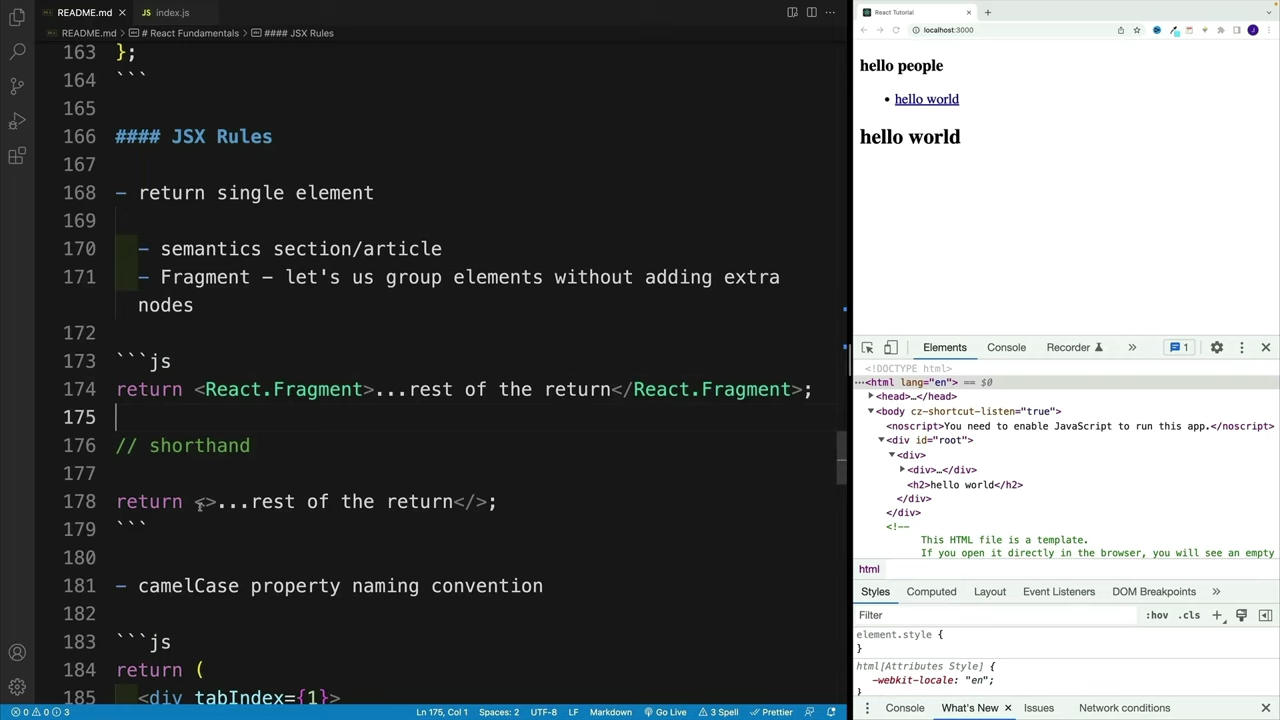 README.md
index.js
README.md > # React Fundamentals > #### JSX Rules
163 };
164 ```
165
166 #### JSX Rules
167
168 - return single element
169
170 - semantics section/article
171 - Fragment - let's us group elements without adding extra
nodes
172
173 ```js
174 return <React.Fragment>...rest of the return</React.Fragment>;
175
176 // shorthand
177
178 return <>...rest of the return</>;
179 ```
180
181 - camelCase property naming convention
182
183 ```js
184 return (
185 <div tabIndex={1}>
0 0 3
Ln 175, Col 1
Spaces: 2
UTF-8
LF
Markdown
Go Live
3 Spell
Prettier
React Tutorial
localhost:3000
J
hello people
• hello world
hello world
Elements
Console
Recorder
1
<!DOCTYPE html>
<html lang="en"> == $0
<head>…</head>
<body cz-shortcut-listen="true">
<noscript>You need to enable JavaScript to run this app.</noscript>
<div id="root">
<div>
<div>…</div>
<h2>hello world</h2>
</div>
</div>
<!--
This HTML file is a template.
If you open it directly in the browser, you will see an empty
html
Styles
Computed
Layout
Event Listeners
DOM Breakpoints
Filter
:hov .cls
element.style {
}
html[Attributes Style] {
-webkit-locale: "en";
}
Console
What's New
Issues
Network conditions